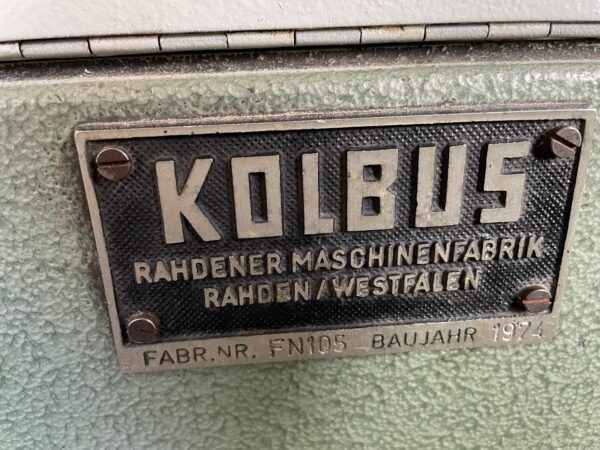 KOLBUS
RAHDENER MASCHINENFABRIK
RAHDEN/WESTFALEN
FABR.NR. FN105 BAUJAHR 1974